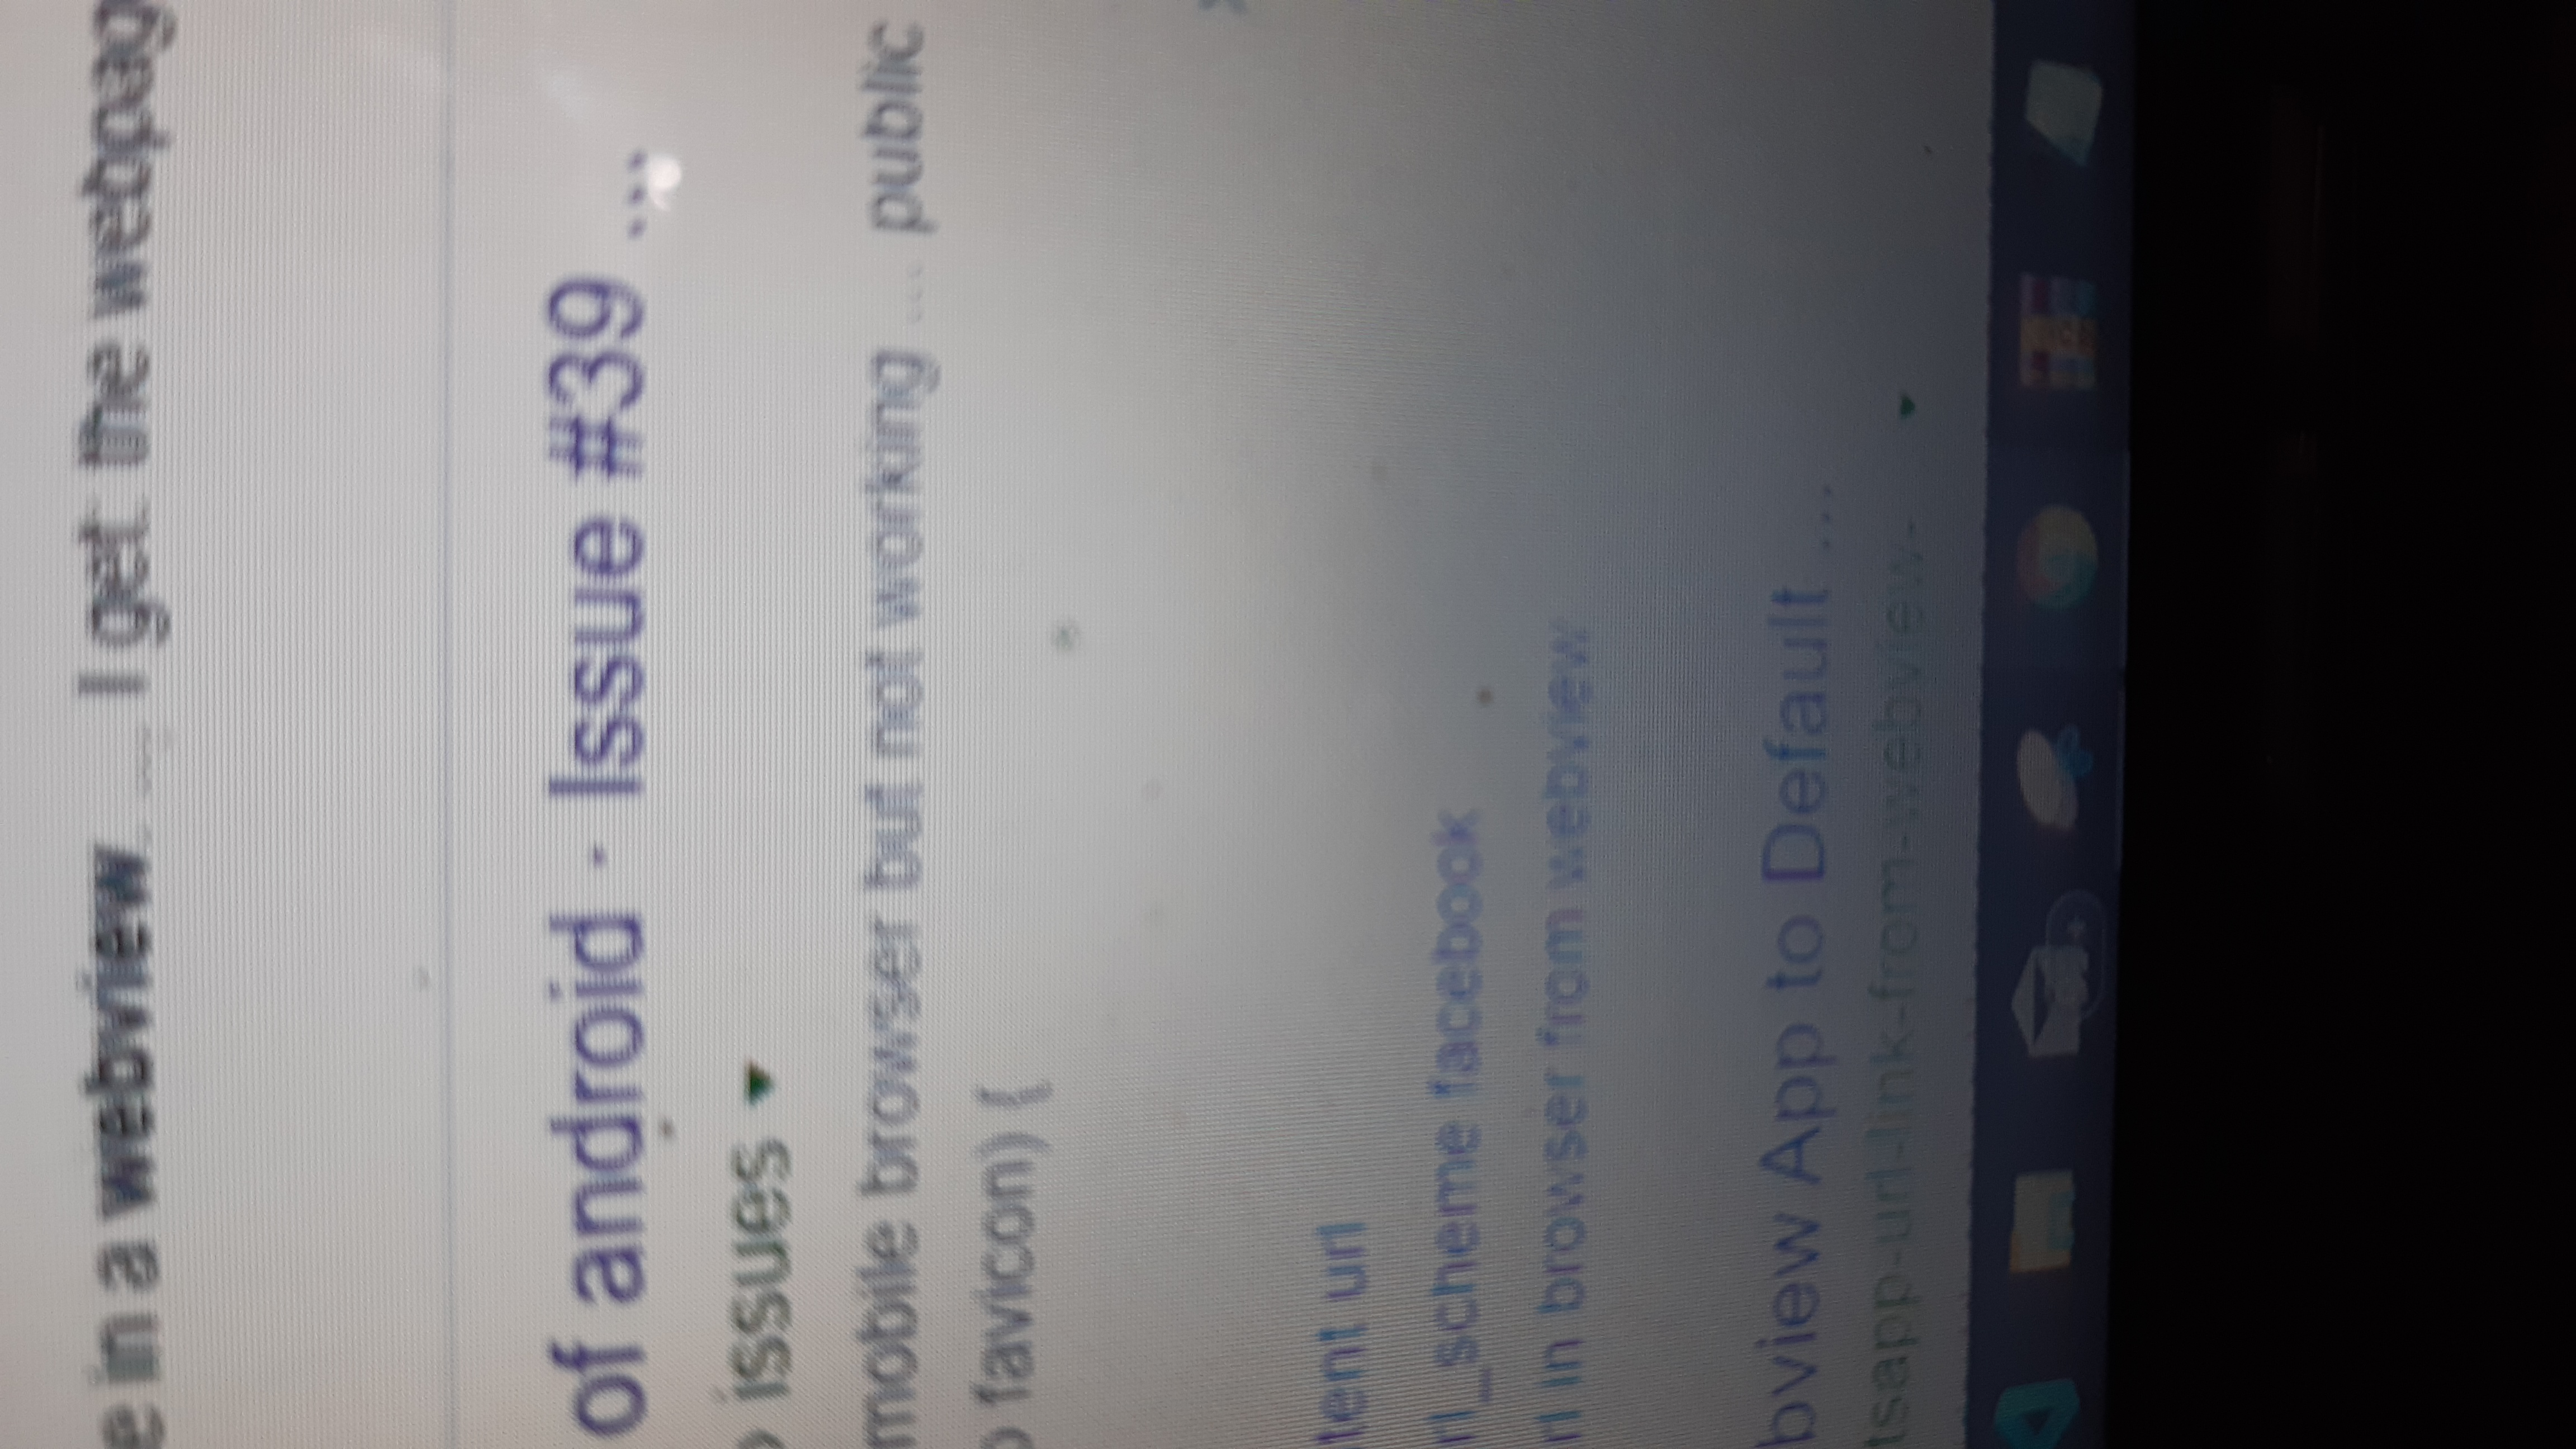 e in a webview. ... I get: the webpag
of android - Issue #39 ...
› issues
mobile browser but not working ... public
favicon) {
tent url
rl_scheme facebook
rl in browser from webview
bview App to Default ...
tsapp-url-link-from-webview-